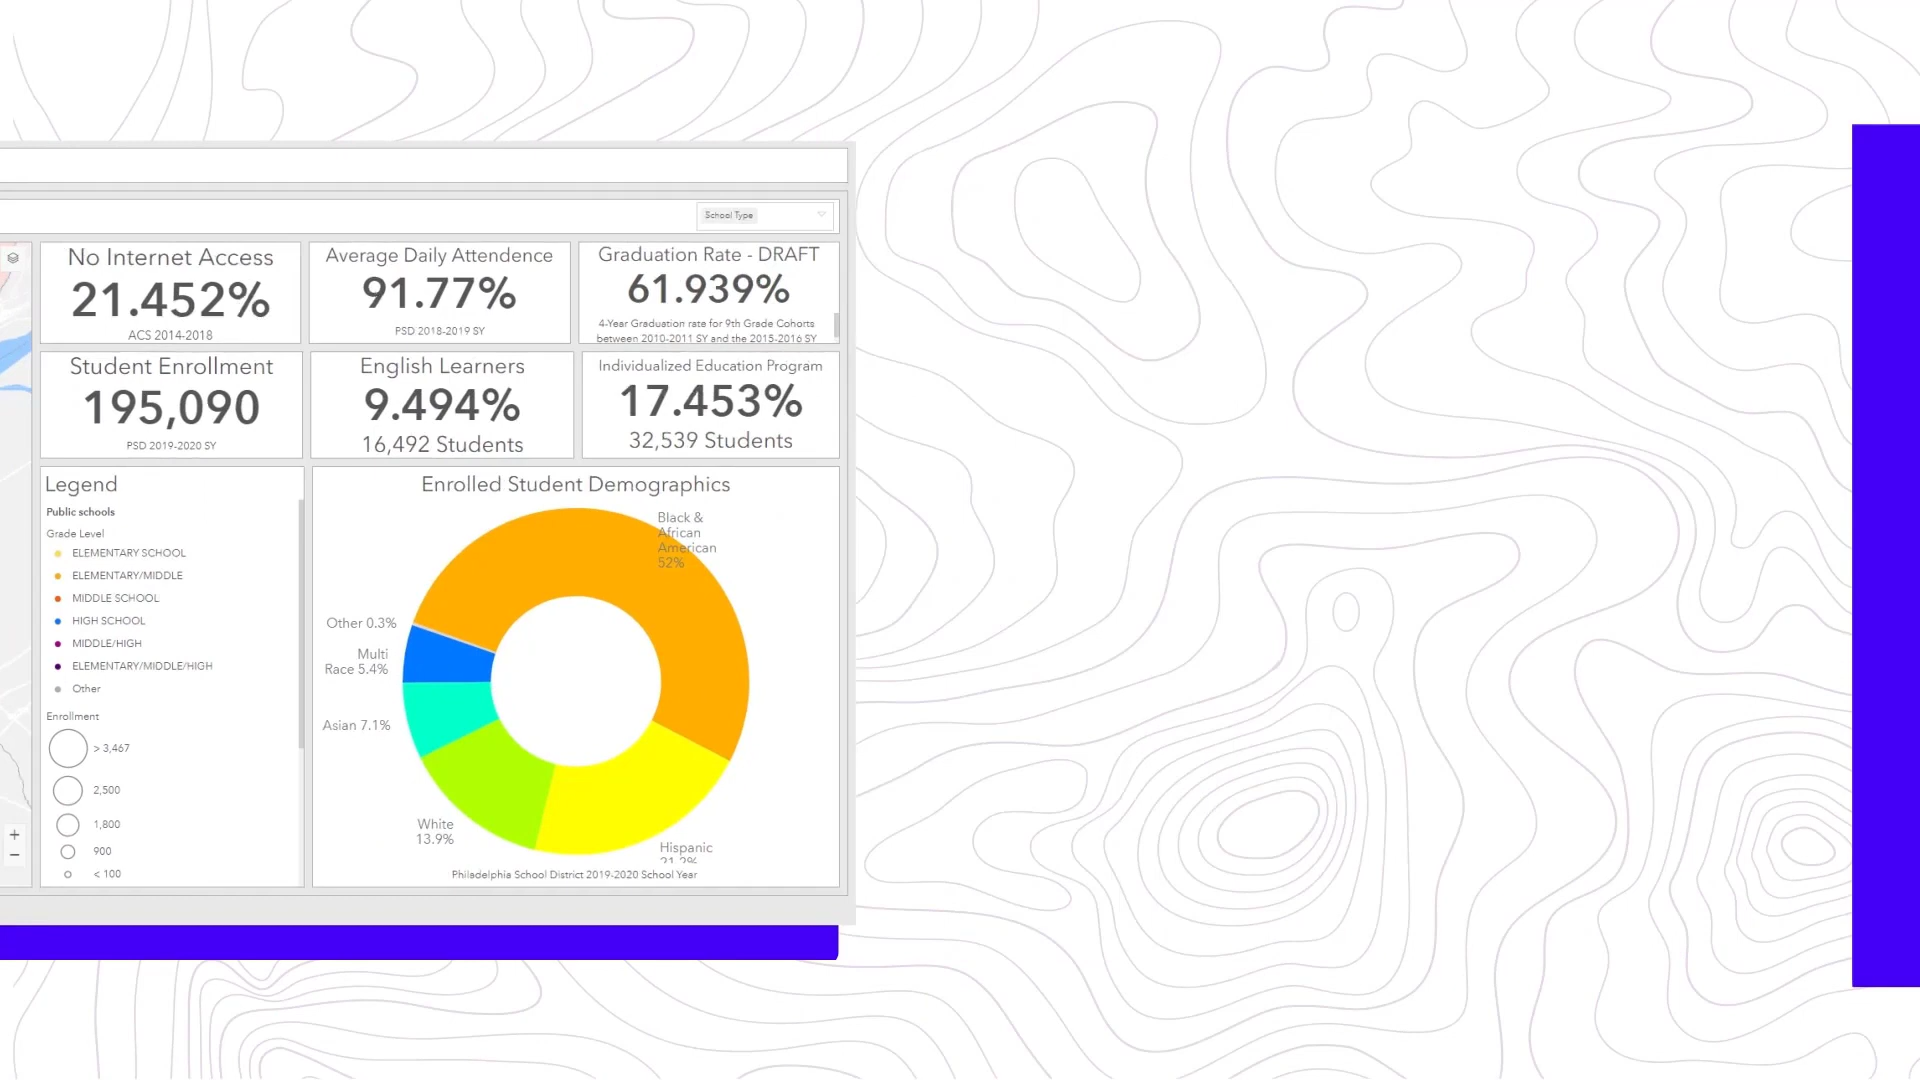 School Type
No Internet Access
21.452%
ACS 2014-2018
Average Daily Attendence
91.77%
PSD 2018-2019 SY
Graduation Rate - DRAFT
61.939%
4-Year Graduation rate for 9th Grade Cohorts
between 2010-2011 SY and the 2015-2016 SY
Student Enrollment
195,090
PSD 2019-2020 SY
English Learners
9.494%
16,492 Students
Individualized Education Program
17.453%
32,539 Students
Legend
Public schools
Grade Level
ELEMENTARY SCHOOL
ELEMENTARY/MIDDLE
MIDDLE SCHOOL
HIGH SCHOOL
MIDDLE/HIGH
ELEMENTARY/MIDDLE/HIGH
Other
Enrollment
> 3,467
2,500
1,800
900
< 100
+
−
Enrolled Student Demographics
Black &
African
American
52%
Other 0.3%
Multi
Race 5.4%
Asian 7.1%
White
13.9%
Hispanic
21.2%
Philadelphia School District 2019-2020 School Year